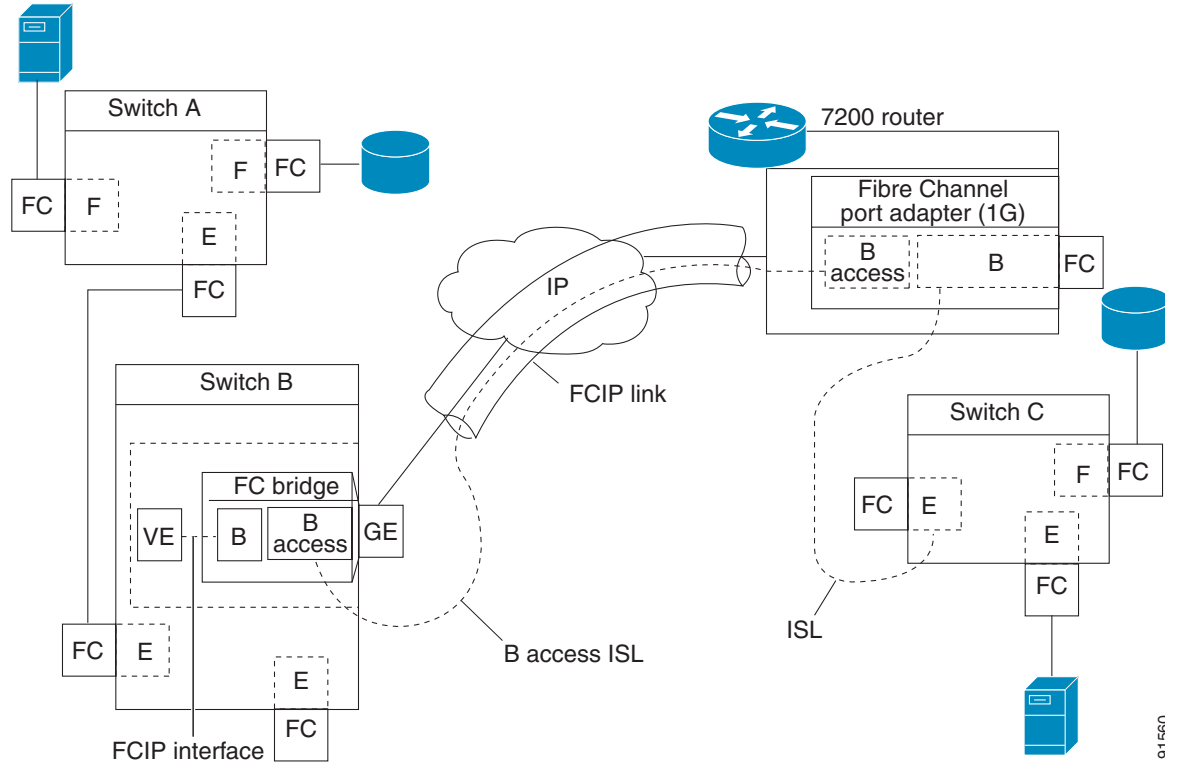 Switch A
F
FC
FC
F
E
FC
7200 router
Fibre Channel
port adapter (1G)
B
access
B
FC
IP
FCIP link
Switch B
FC bridge
VE
B
B
access
GE
FC
E
E
FC
FCIP interface
B access ISL
ISL
Switch C
F
FC
FC
E
E
FC
91560